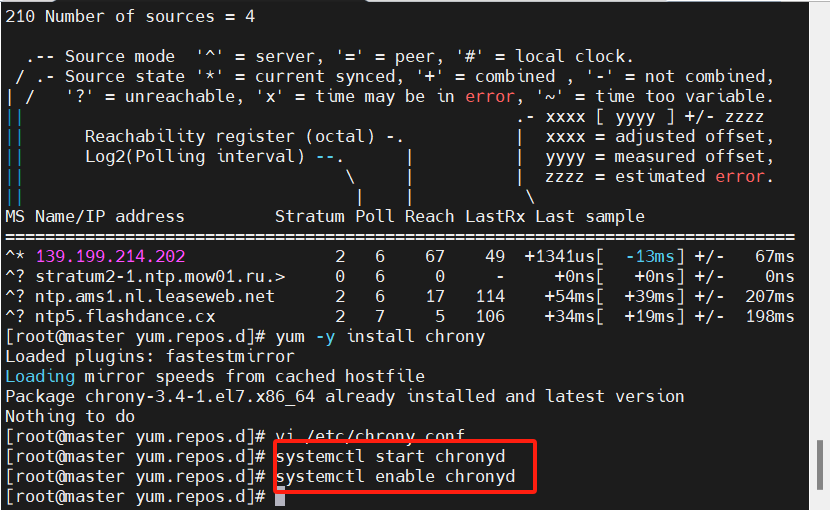 210 Number of sources = 4
.-- Source mode '^' = server, '=' = peer, '#' = local clock.
/ .- Source state '*' = current synced, '+' = combined , '-' = not combined,
| / '?' = unreachable, 'x' = time may be in error, '~' = time too variable.
|| .- xxxx [ yyyy ] +/- zzzz
|| Reachability register (octal) -. | xxxx = adjusted offset,
|| Log2(Polling interval) --. | | yyyy = measured offset,
|| \ | | zzzz = estimated error.
|| | | \
MS Name/IP address Stratum Poll Reach LastRx Last sample
===============================================================================
^* 139.199.214.202 2 6 67 49 +1341us[ -13ms] +/- 67ms
^? stratum2-1.ntp.mow01.ru.> 0 6 0 - +0ns[ +0ns] +/- 0ns
^? ntp.ams1.nl.leaseweb.net 2 6 17 114 +54ms[ +39ms] +/- 207ms
^? ntp5.flashdance.cx 2 7 5 106 +34ms[ +19ms] +/- 198ms
[root@master yum.repos.d]# yum -y install chrony
Loaded plugins: fastestmirror
Loading mirror speeds from cached hostfile
Package chrony-3.4-1.el7.x86_64 already installed and latest version
Nothing to do
[root@master yum.repos.d]# vi /etc/chrony.conf
[root@master yum.repos.d]# systemctl start chronyd
[root@master yum.repos.d]# systemctl enable chronyd
[root@master yum.repos.d]#